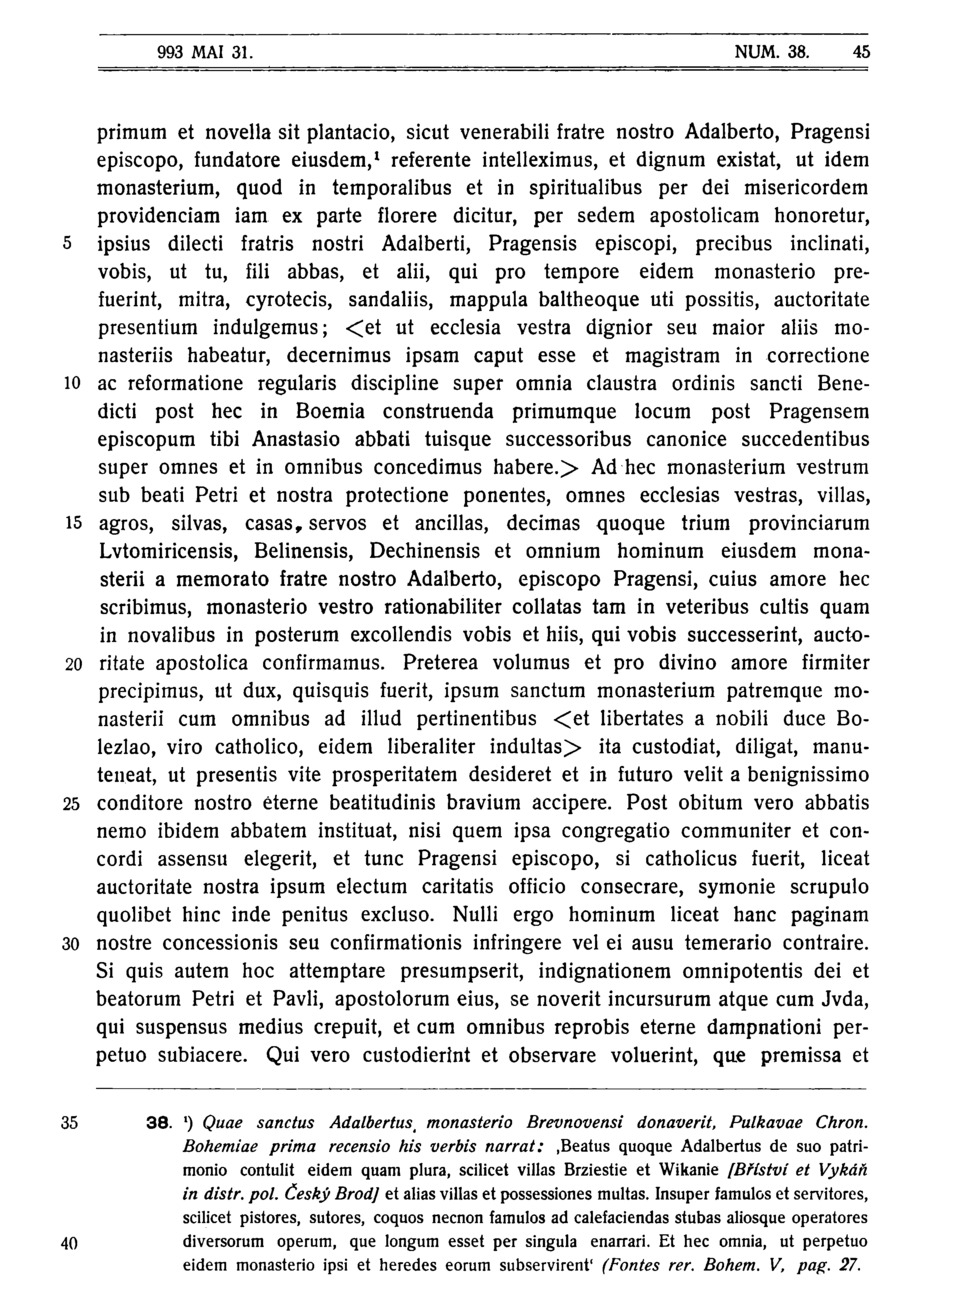 993 MAI 31. NUM. 38. 45
primum et novella sit plantacio, sicut venerabili fratre nostro Adalberto, Pragensi
episcopo, fundatore eiusdem,¹ referente intelleximus, et dignum existat, ut idem
monasterium, quod in temporalibus et in spiritualibus per dei misericordem
providenciam iam ex parte florere dicitur, per sedem apostolicam honoretur,
5 ipsius dilecti fratris nostri Adalberti, Pragensis episcopi, precibus inclinati,
vobis, ut tu, fili abbas, et alii, qui pro tempore eidem monasterio pre-
fuerint, mitra, cyrotecis, sandaliis, mappula baltheoque uti possitis, auctoritate
presentium indulgemus; <et ut ecclesia vestra dignior seu maior aliis mo-
nasteriis habeatur, decernimus ipsam caput esse et magistram in correctione
10 ac reformatione regularis discipline super omnia claustra ordinis sancti Bene-
dicti post hec in Boemia construenda primumque locum post Pragensem
episcopum tibi Anastasio abbati tuisque successoribus canonice succedentibus
super omnes et in omnibus concedimus habere.> Ad hec monasterium vestrum
sub beati Petri et nostra protectione ponentes, omnes ecclesias vestras, villas,
15 agros, silvas, casas, servos et ancillas, decimas quoque trium provinciarum
Lvtomiricensis, Belinensis, Dechinensis et omnium hominum eiusdem mona-
sterii a memorato fratre nostro Adalberto, episcopo Pragensi, cuius amore hec
scribimus, monasterio vestro rationabiliter collatas tam in veteribus cultis quam
in novalibus in posterum excollendis vobis et hiis, qui vobis successerint, aucto-
20 ritate apostolica confirmamus. Preterea volumus et pro divino amore firmiter
precipimus, ut dux, quisquis fuerit, ipsum sanctum monasterium patremque mo-
nasterii cum omnibus ad illud pertinentibus <et libertates a nobili duce Bo-
lezlao, viro catholico, eidem liberaliter indultas> ita custodiat, diligat, manu-
teneat, ut presentis vite prosperitatem desideret et in futuro velit a benignissimo
25 conditore nostro eterne beatitudinis bravium accipere. Post obitum vero abbatis
nemo ibidem abbatem instituat, nisi quem ipsa congregatio communiter et con-
cordi assensu elegerit, et tunc Pragensi episcopo, si catholicus fuerit, liceat
auctoritate nostra ipsum electum caritatis officio consecrare, symonie scrupulo
quolibet hinc inde penitus excluso. Nulli ergo hominum liceat hanc paginam
30 nostre concessionis seu confirmationis infringere vel ei ausu temerario contraire.
Si quis autem hoc attemptare presumpserit, indignationem omnipotentis dei et
beatorum Petri et Pavli, apostolorum eius, se noverit incursurum atque cum Jvda,
qui suspensus medius crepuit, et cum omnibus reprobis eterne dampnationi per-
petuo subiacere. Qui vero custodierint et observare voluerint, que premissa et
35 38. ¹) Quae sanctus Adalbertus monasterio Brevnovensi donaverit, Pulkavae Chron.
Bohemiae prima recensio his verbis narrat: ‚Beatus quoque Adalbertus de suo patri-
monio contulit eidem quam plura, scilicet villas Brziestie et Wikanie [Bříství et Vykáň
in distr. pol. Český Brod] et alias villas et possessiones multas. Insuper famulos et servitores,
scilicet pistores, sutores, coquos necnon famulos ad calefaciendas stubas aliosque operatores
40 diversorum operum, que longum esset per singula enarrari. Et hec omnia, ut perpetuo
eidem monasterio ipsi et heredes eorum subservirent‘ (Fontes rer. Bohem. V, pag. 27.